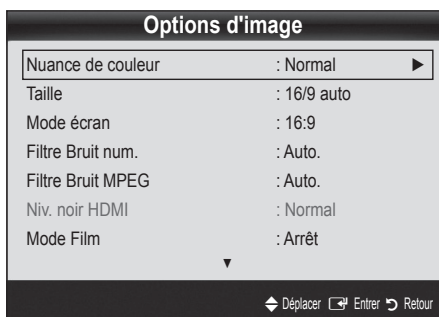 Options d'image
Nuance de couleur : Normal ►
Taille : 16/9 auto
Mode écran : 16:9
Filtre Bruit num. : Auto.
Filtre Bruit MPEG : Auto.
Niv. noir HDMI : Normal
Mode Film : Arrêt
▼
Déplacer Entrer Retour